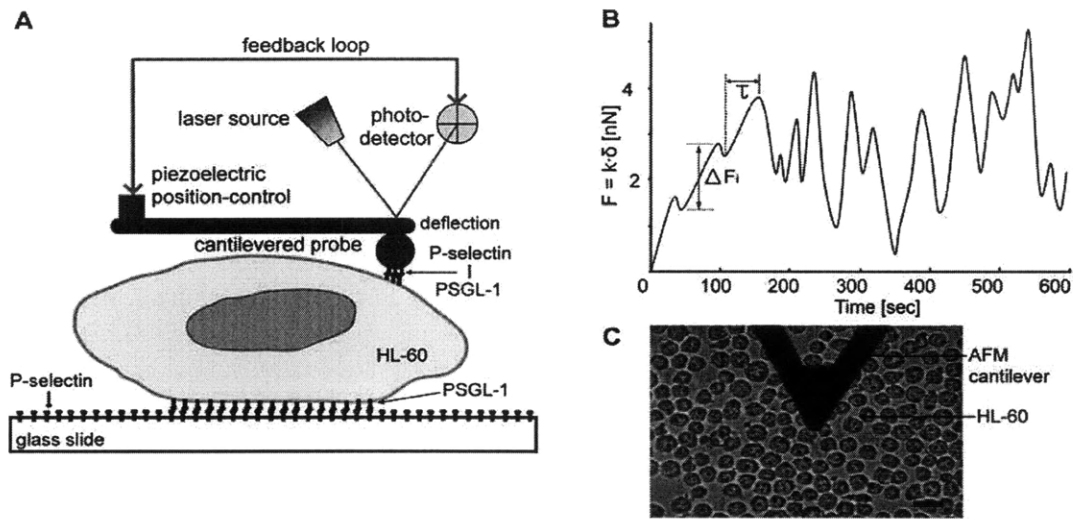 A
feedback loop
laser source
photo-
detector
piezoelectric
position-control
deflection
cantilevered probe
P-selectin
PSGL-1
HL-60
P-selectin
PSGL-1
glass slide
B
F = k·δ [nN]
4
2
0
τ
ΔFi
0 100 200 300 400 500 600
Time [sec]
C
AFM
cantilever
HL-60